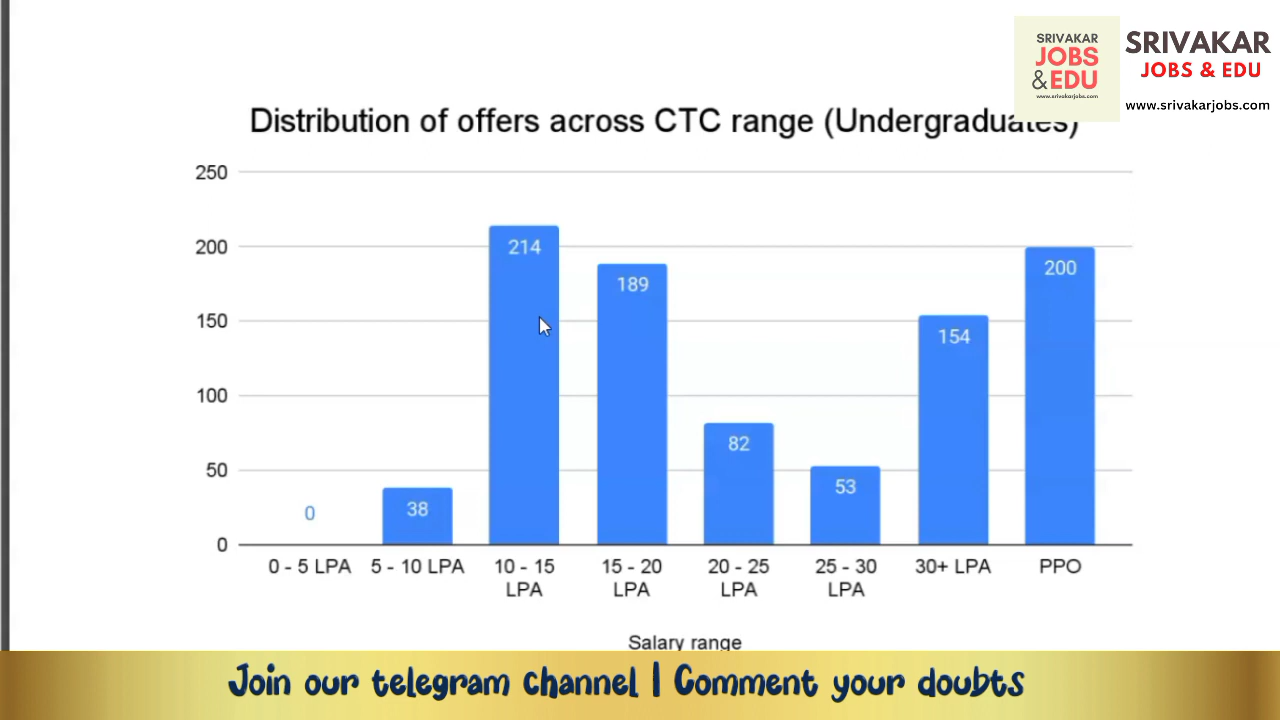 SRIVAKAR
JOBS
&EDU
www.srivakarjobs.com
SRIVAKAR
JOBS & EDU
www.srivakarjobs.com
Distribution of offers across CTC range (Undergraduates)
250
200
150
100
50
0
0
38
214
189
82
53
154
200
0 - 5 LPA
5 - 10 LPA
10 - 15
LPA
15 - 20
LPA
20 - 25
LPA
25 - 30
LPA
30+ LPA
PPO
Salary range
Join our telegram channel | Comment your doubts